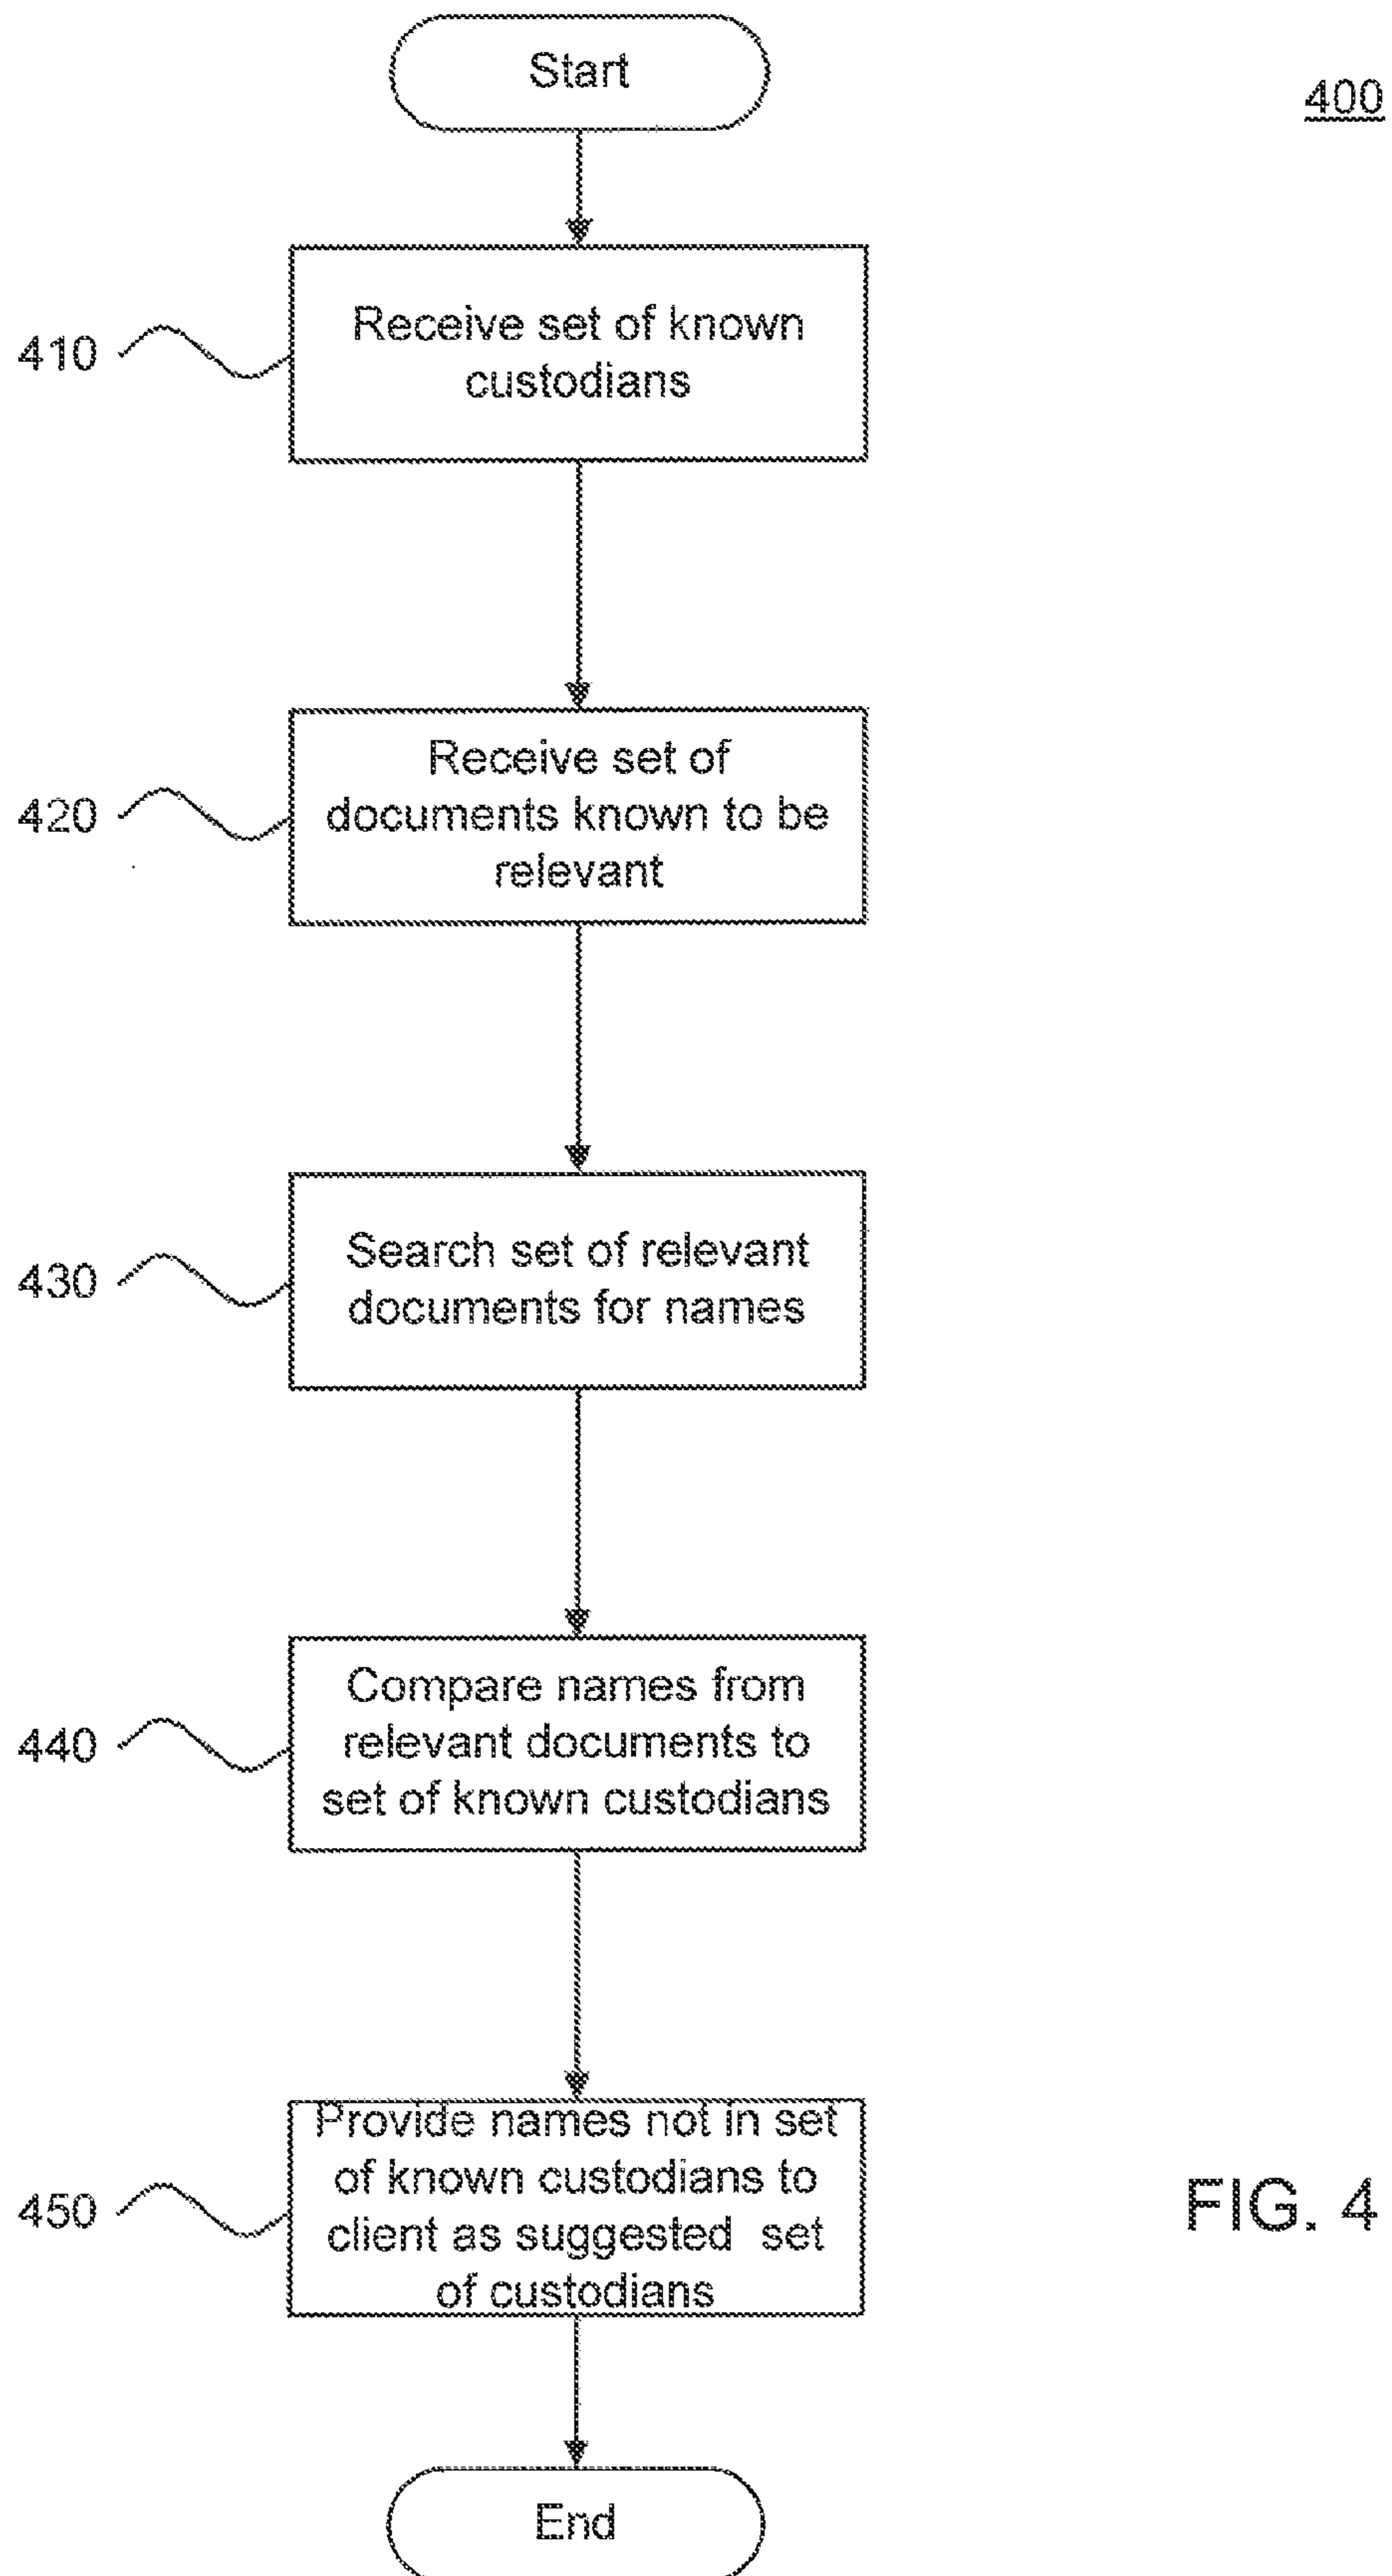 Start
400
Receive set of known
custodians
410
Receive set of
documents known to be
relevant
420
Search set of relevant
documents for names
430
Compare names from
relevant documents to
set of known custodians
440
Provide names not in set
of known custodians to
client as suggested set
of custodians
450
FIG. 4
End